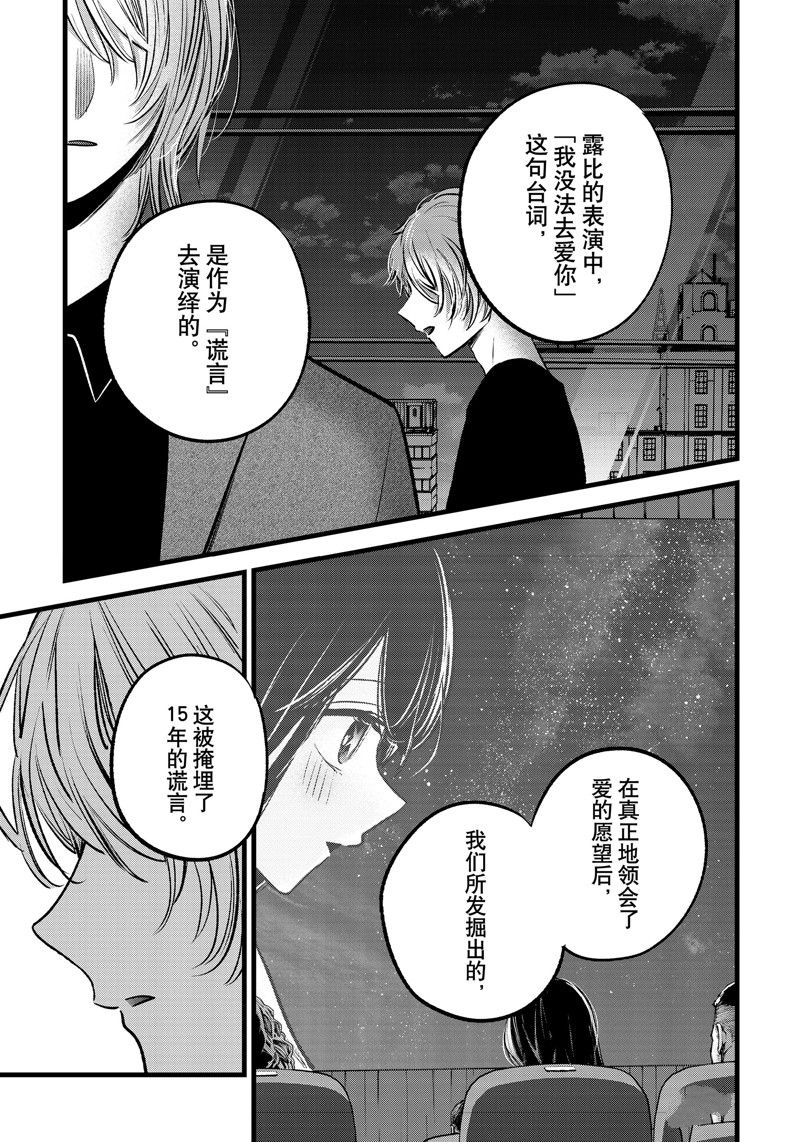 露比的表演中，
「我没法去爱你」
这句台词，
是作为『谎言』
去演绎的。
在真正地领会了
爱的愿望后，
我们所发掘出的，
这被掩埋了
15年的谎言。